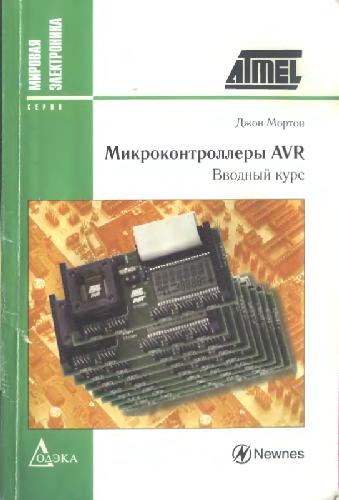 МИРОВАЯ
ЭЛЕКТРОНИКА
СЕРИЯ
ATMEL
Джон Мортон
Микроконтроллеры AVR
Вводный курс
ДОДЭКА
Newnes